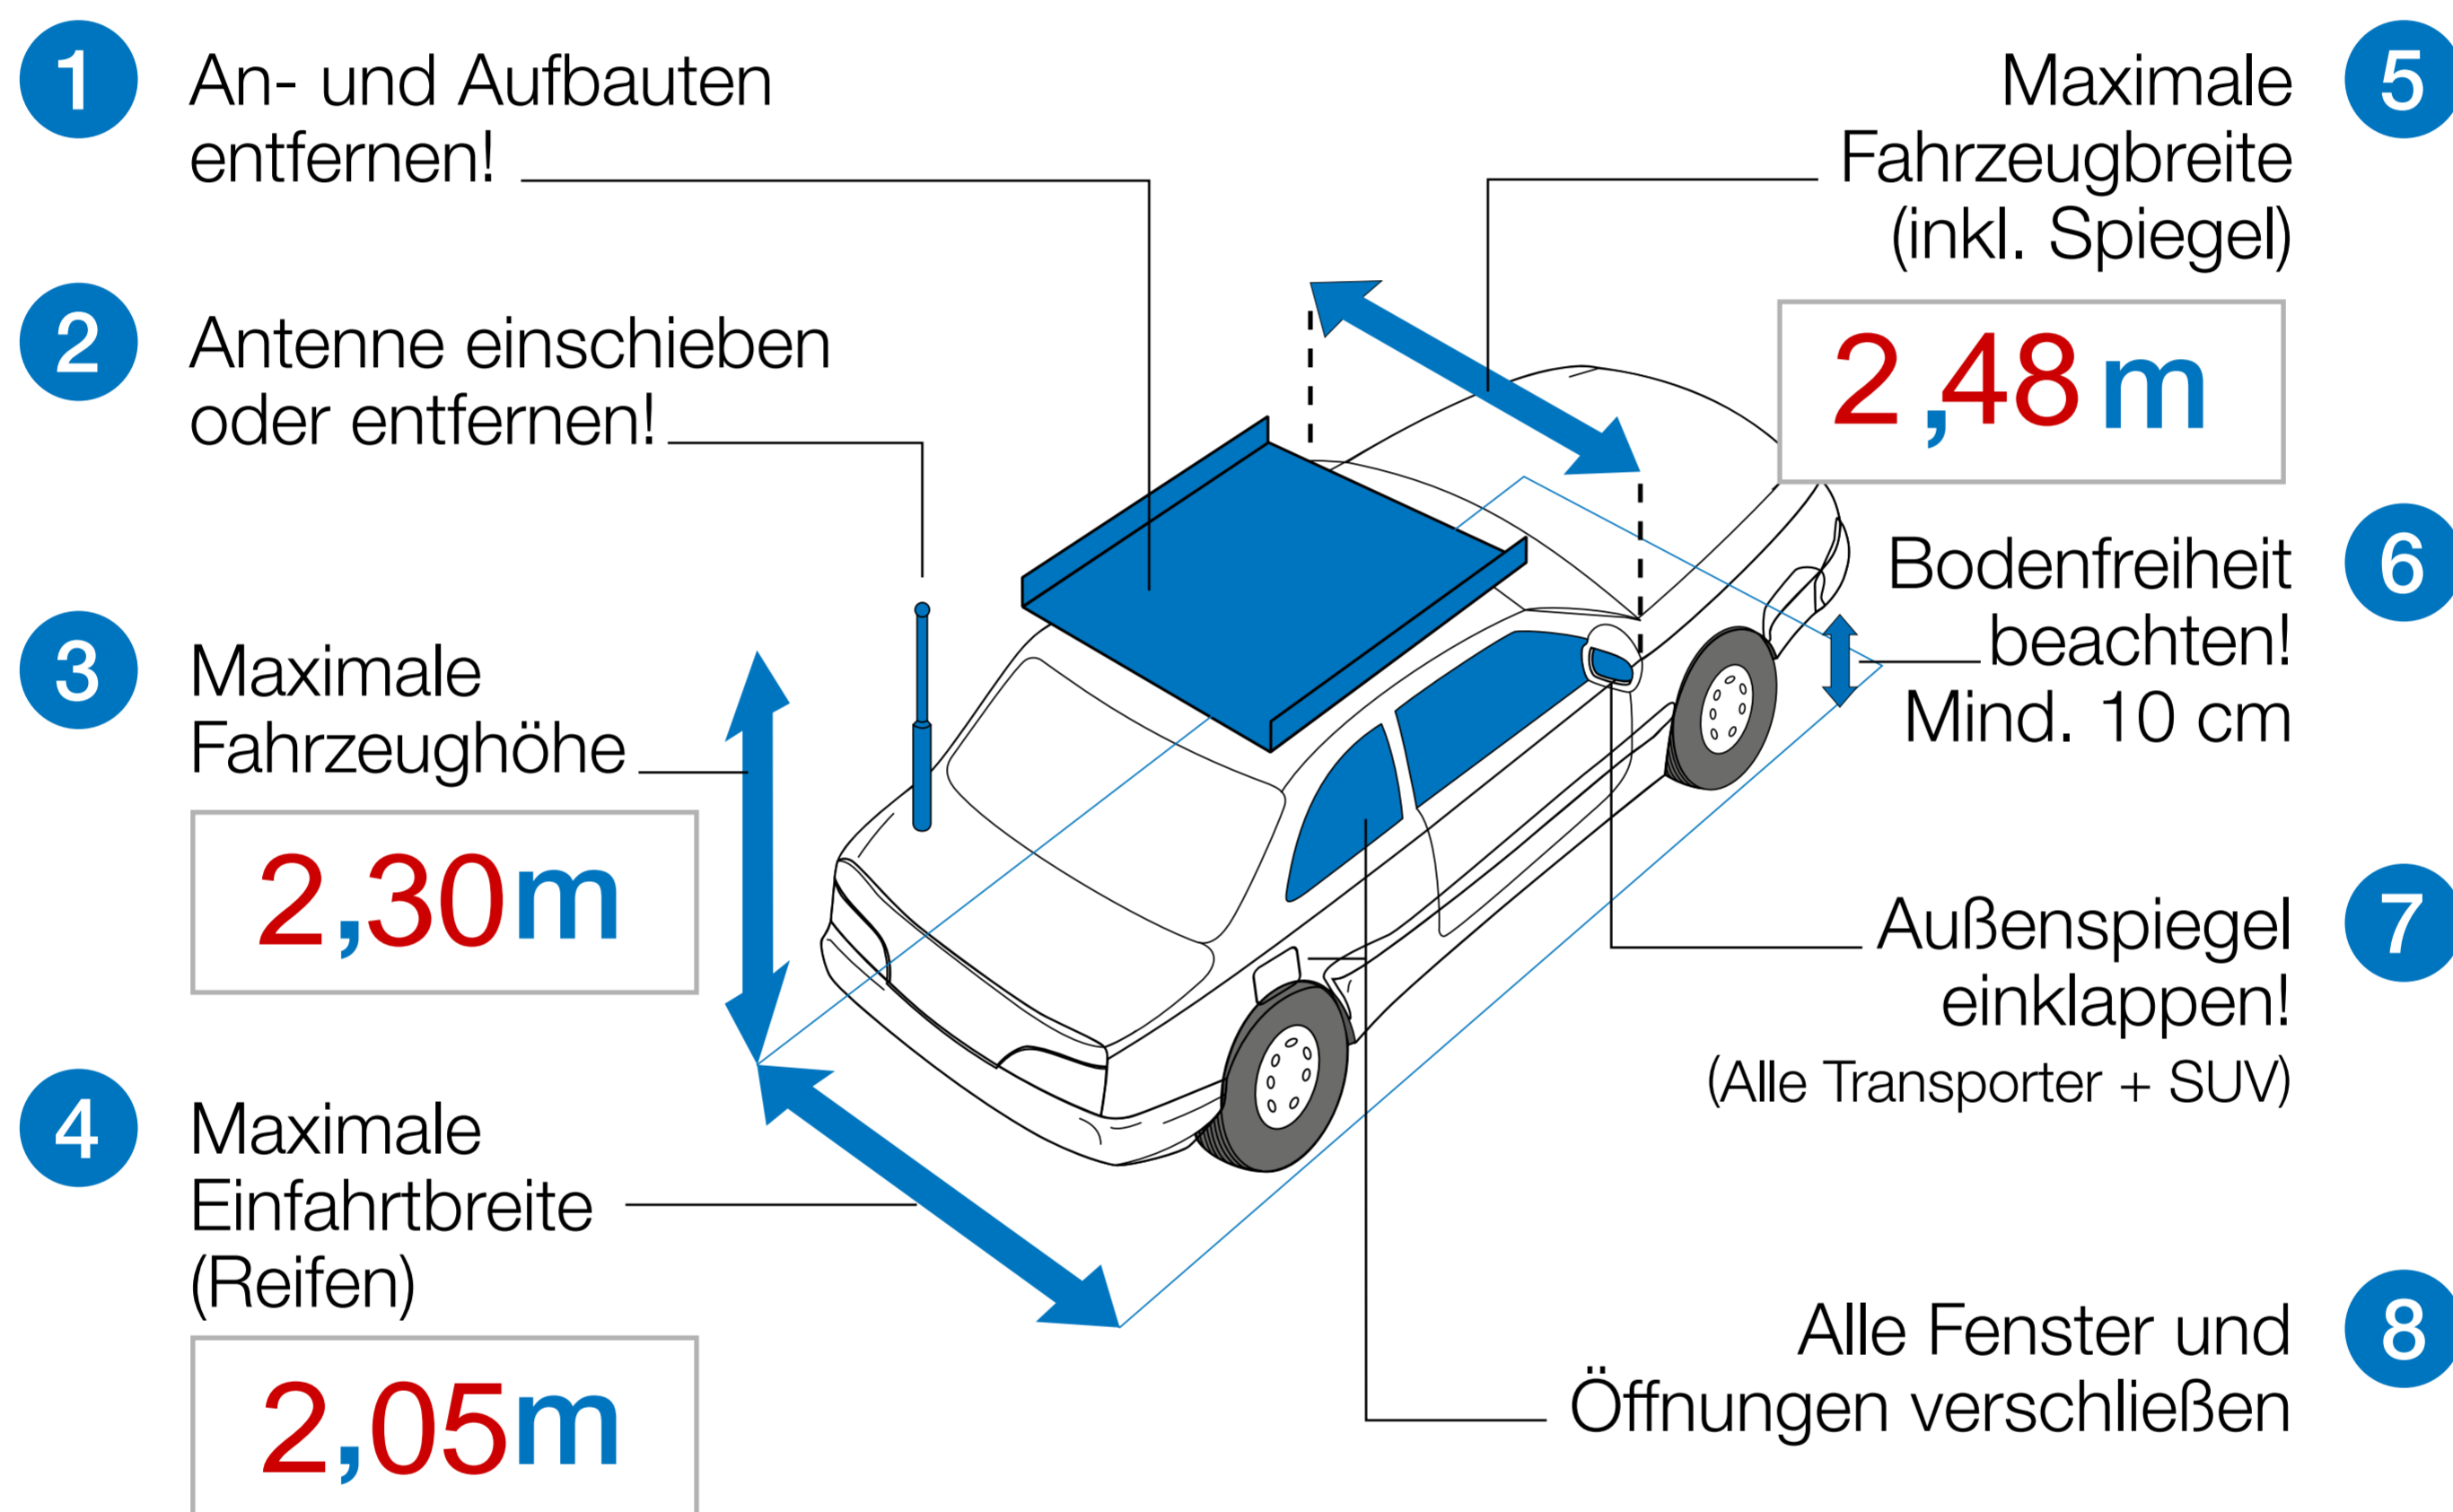 1
An- und Aufbauten
entfernen!
2
Antenne einschieben
oder entfernen!
3
Maximale
Fahrzeughöhe
2,30 m
4
Maximale
Einfahrtbreite
(Reifen)
2,05 m
5
Maximale
Fahrzeugbreite
(inkl. Spiegel)
2,48 m
6
Bodenfreiheit
beachten!
Mind. 10 cm
7
Außenspiegel
einklappen!
(Alle Transporter + SUV)
8
Alle Fenster und
Öffnungen verschließen